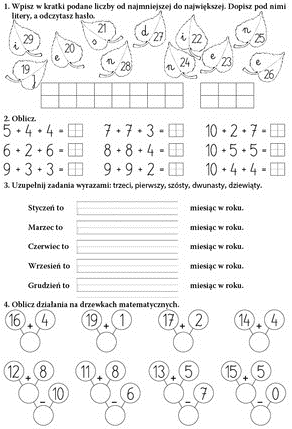 1. Wpisz w kratki podane liczby od najmniejszej do największej. Dopisz pod nimi
litery, a odczytasz hasło.
i 29
e 20
o 21
d 27
i 22
n 25
j 19
n 28
n 24
e 23
e 26
2. Oblicz.
5 + 4 + 4 = 7 + 7 + 3 = 10 + 2 + 7 =
6 + 2 + 6 = 8 + 8 + 4 = 10 + 5 + 5 =
9 + 3 + 3 = 9 + 9 + 2 = 10 + 4 + 4 =
3. Uzupełnij zadania wyrazami: trzeci, pierwszy, szósty, dwunasty, dziewiąty.
Styczeń to miesiąc w roku.
Marzec to miesiąc w roku.
Czerwiec to miesiąc w roku.
Wrzesień to miesiąc w roku.
Grudzień to miesiąc w roku.
4. Oblicz działania na drzewkach matematycznych.
16 + 4 19 + 1 17 + 2 14 + 4
12 + 8 11 + 8 13 + 5 15 + 5
- 10 - 6 - 7 - 0